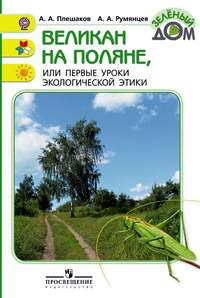 А. А. Плешаков А. А. Румянцев
ЗЕЛЁНЫЙ
ДОМ
ВЕЛИКАН
НА ПОЛЯНЕ,
ИЛИ ПЕРВЫЕ УРОКИ
ЭКОЛОГИЧЕСКОЙ ЭТИКИ
ПРОСВЕЩЕНИЕ
ИЗДАТЕЛЬСТВО